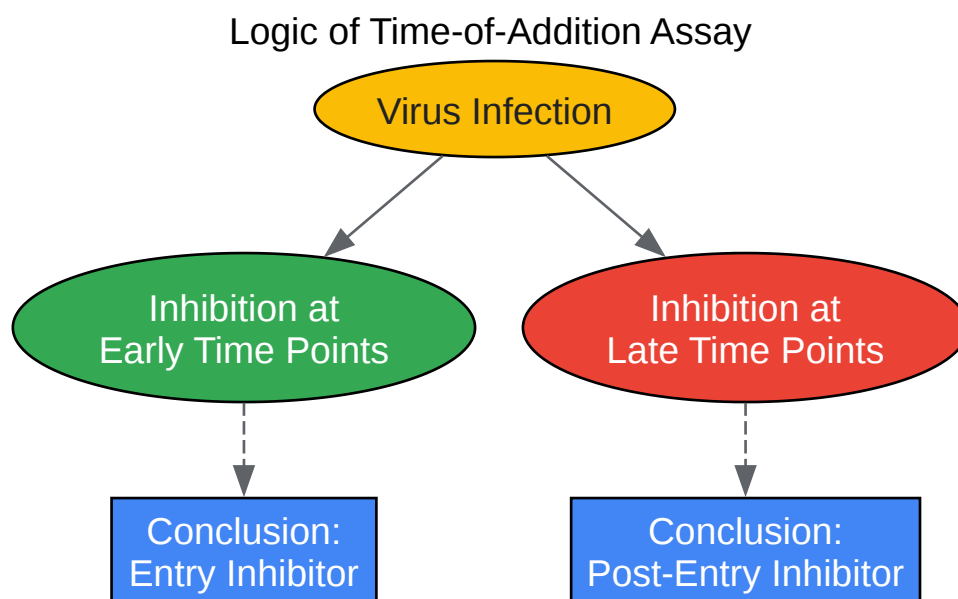 Logic of Time-of-Addition Assay
Virus Infection
Inhibition at
Early Time Points
Inhibition at
Late Time Points
Conclusion:
Entry Inhibitor
Conclusion:
Post-Entry Inhibitor